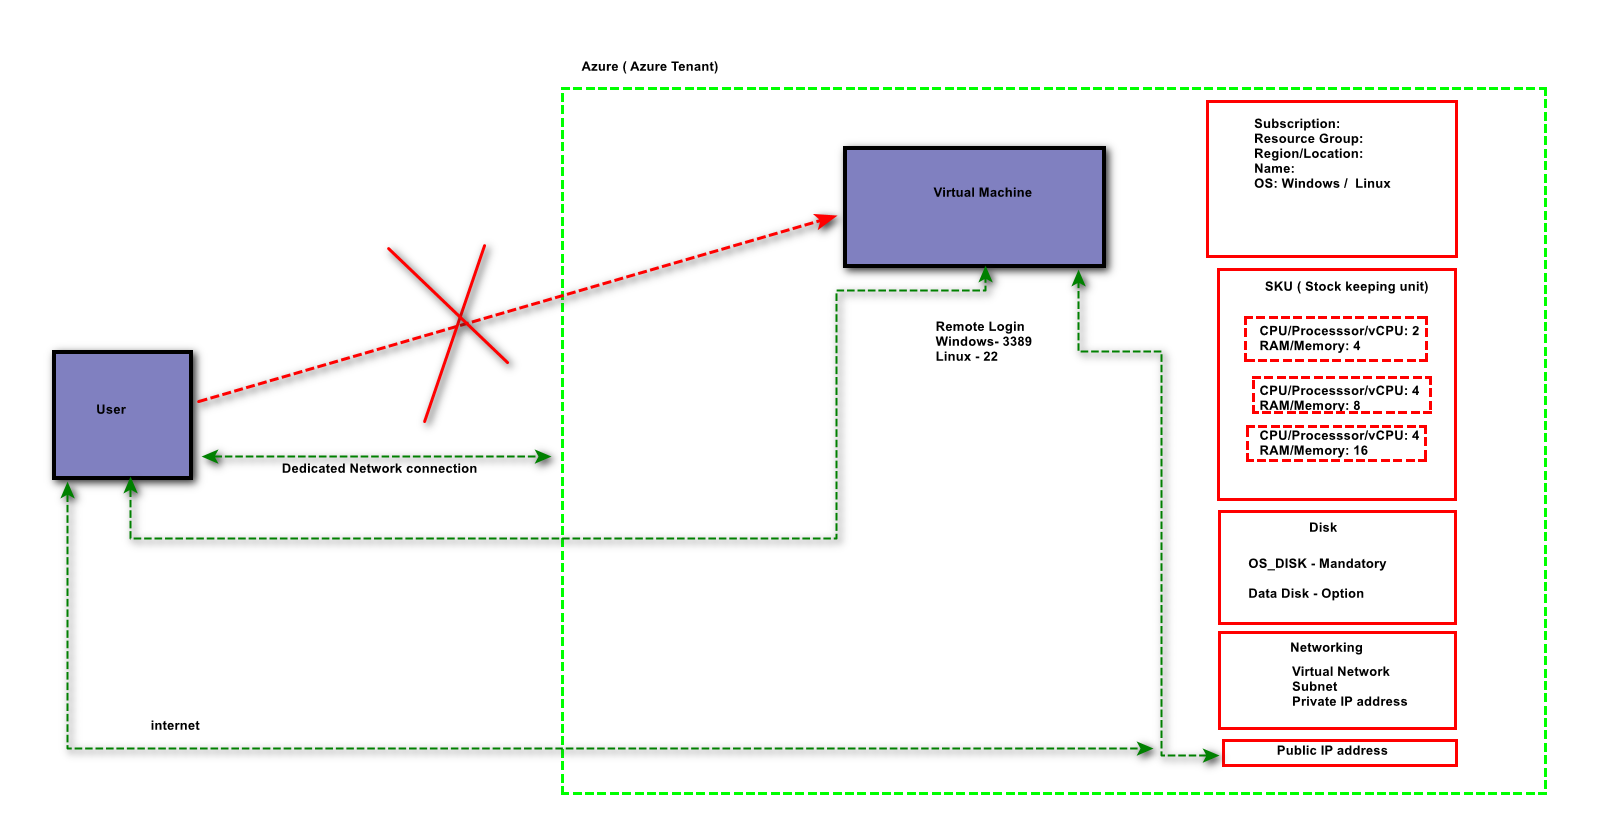 Azure ( Azure Tenant)
Subscription:
Resource Group:
Region/Location:
Name:
OS: Windows /  Linux
Virtual Machine
SKU ( Stock keeping unit)
CPU/Processsor/vCPU: 2
RAM/Memory: 4
Remote Login
Windows- 3389
Linux - 22
CPU/Processsor/vCPU: 4
RAM/Memory: 8
User
CPU/Processsor/vCPU: 4
RAM/Memory: 16
Dedicated Network connection
Disk
OS_DISK - Mandatory
Data Disk - Option
Networking
Virtual Network
Subnet
Private IP address
internet
Public IP address